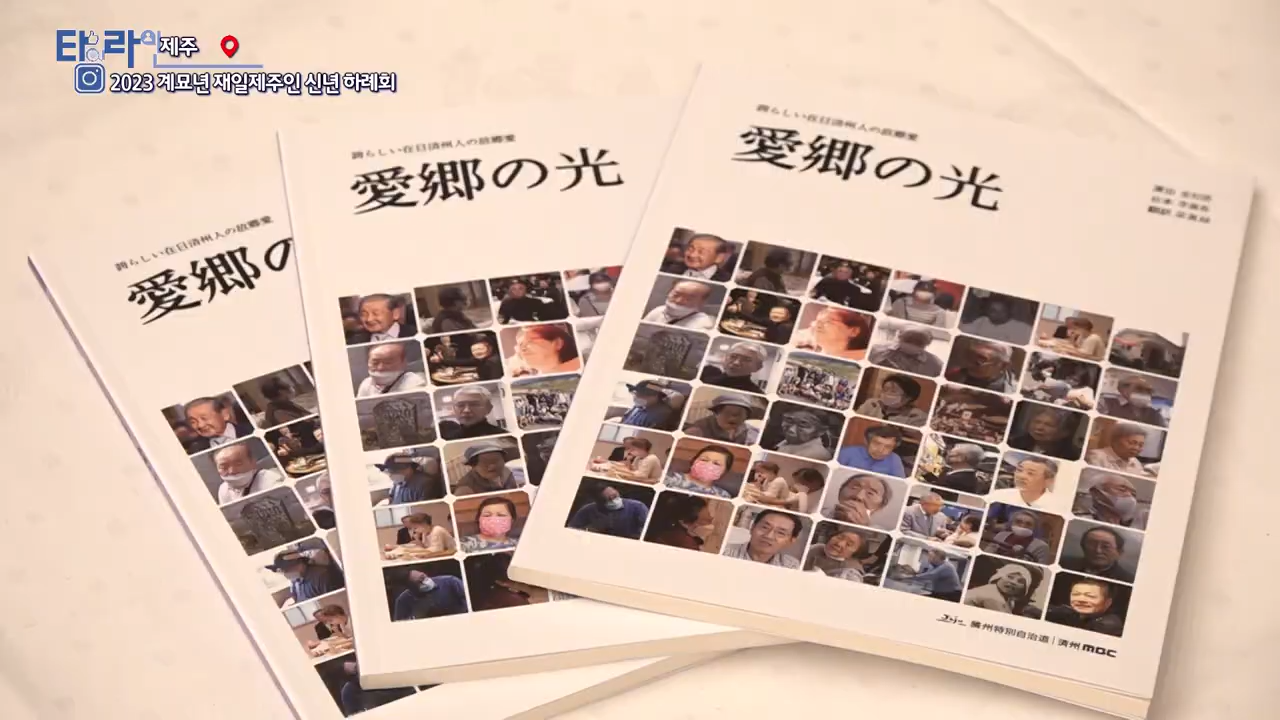 타라의 제주
2023 계묘년 재일제주인 신년 하례회
誇らしい在日済州人の故郷愛
愛郷の光
誇らしい在日済州人の故郷愛
愛郷の光
誇らしい在日済州人の故郷愛
愛郷の
済州特別自治道 | 済州MBC